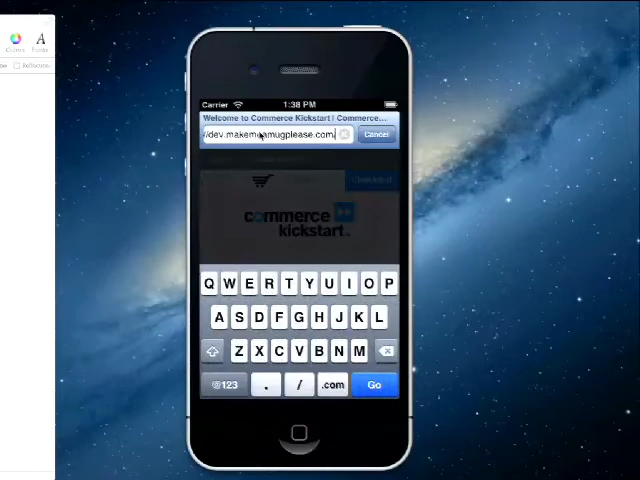 Colors Fonts
Reflection
Carrier 1:38 PM
Welcome to Commerce Kickstart | Commerce...
//dev.makemeamugplease.com/ Cancel
commerce
kickstart
Q W E R T Y U I O P
A S D F G H J K L
Z X C V B N M
@123 . / .com Go